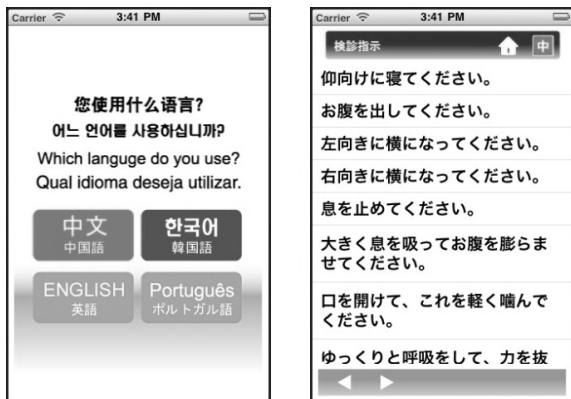 Carrier 3:41 PM
您使用什么语言?
어느 언어를 사용하십니까?
Which languge do you use?
Qual idioma deseja utilizar.
中文
中国語
한국어
韓国語
ENGLISH
英語
Português
ポルトガル語
Carrier 3:41 PM
検診指示
中
仰向けに寝てください。
お腹を出してください。
左向きに横になってください。
右向きに横になってください。
息を止めてください。
大きく息を吸ってお腹を膨らま
せてください。
口を開けて、これを軽く噛んで
ください。
ゆっくりと呼吸をして、力を抜